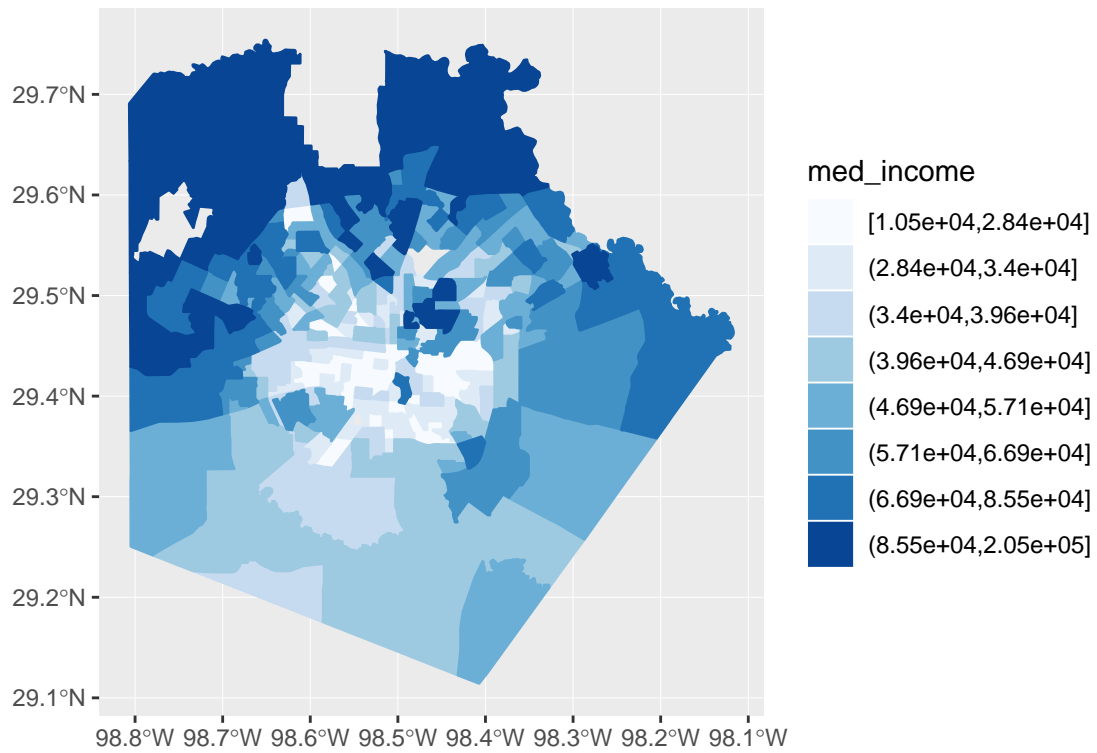 29.7°N
29.6°N
29.5°N
29.4°N
29.3°N
29.2°N
29.1°N
98.8°W 98.7°W 98.6°W 98.5°W 98.4°W 98.3°W 98.2°W 98.1°W
med_income
[1.05e+04,2.84e+04]
(2.84e+04,3.4e+04]
(3.4e+04,3.96e+04]
(3.96e+04,4.69e+04]
(4.69e+04,5.71e+04]
(5.71e+04,6.69e+04]
(6.69e+04,8.55e+04]
(8.55e+04,2.05e+05]